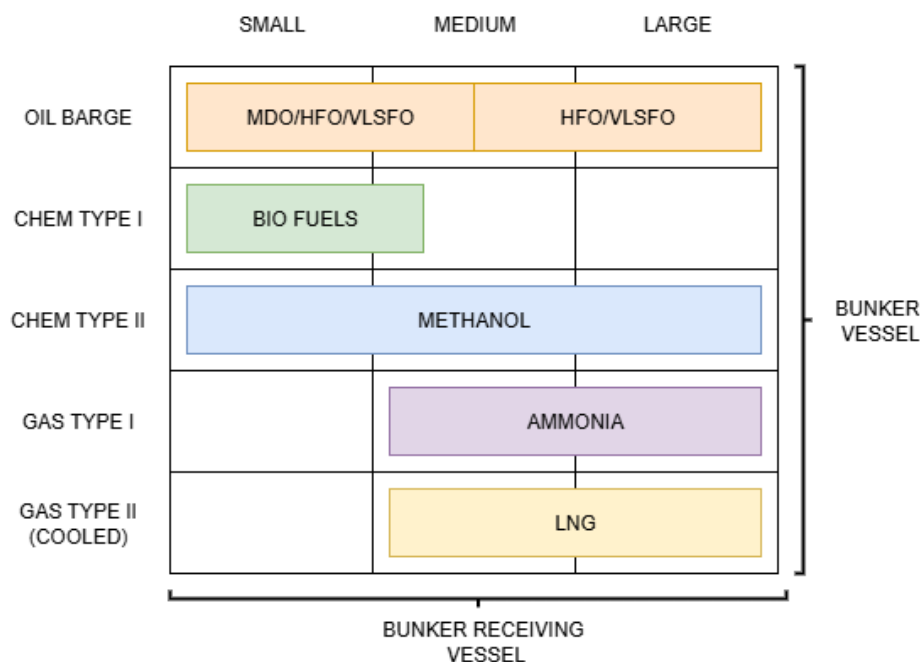 SMALL MEDIUM LARGE
OIL BARGE MDO/HFO/VLSFO HFO/VLSFO
CHEM TYPE I BIO FUELS
CHEM TYPE II METHANOL
BUNKER
VESSEL
GAS TYPE I AMMONIA
GAS TYPE II
(COOLED)
LNG
BUNKER RECEIVING
VESSEL